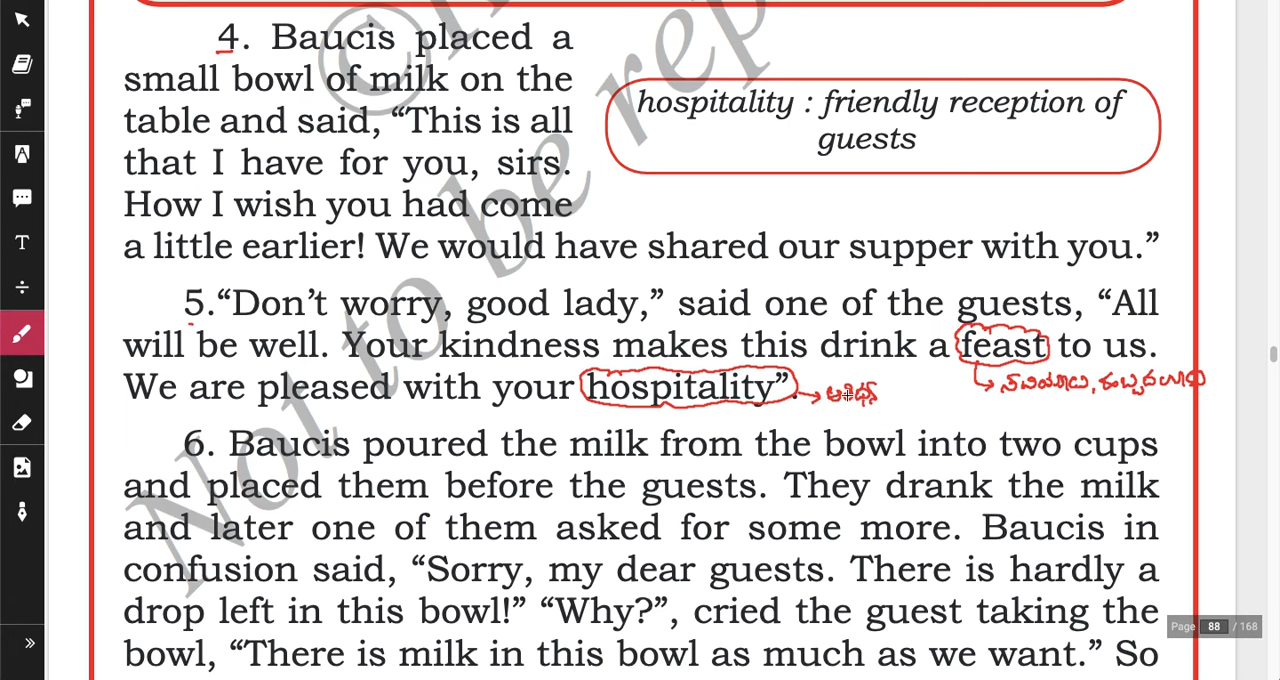 4. Baucis placed a
small bowl of milk on the
table and said, “This is all
that I have for you, sirs.
How I wish you had come
a little earlier! We would have shared our supper with you.”
hospitality : friendly reception of
guests
5.“Don’t worry, good lady,” said one of the guests, “All
will be well. Your kindness makes this drink a feast to us.
We are pleased with your hospitality”.
6. Baucis poured the milk from the bowl into two cups
and placed them before the guests. They drank the milk
and later one of them asked for some more. Baucis in
confusion said, “Sorry, my dear guests. There is hardly a
drop left in this bowl!” “Why?”, cried the guest taking the
bowl, “There is milk in this bowl as much as we want.” So
Not to be rep
Page 88 / 168